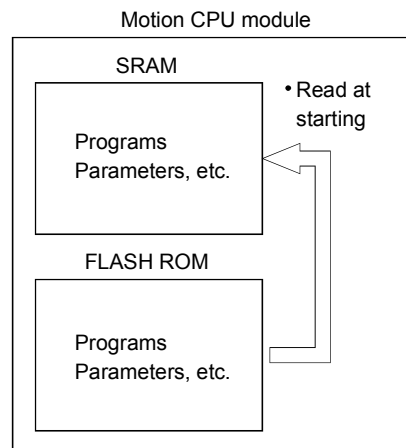 Motion CPU module
SRAM
• Read at
starting
Programs
Parameters, etc.
FLASH ROM
Programs
Parameters, etc.